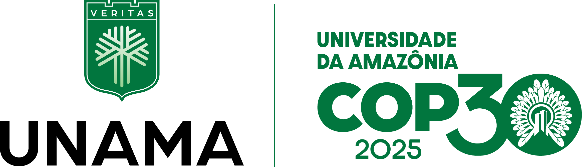 VERITAS
UNAMA
UNIVERSIDADE
DA AMAZÔNIA
COP30
2025